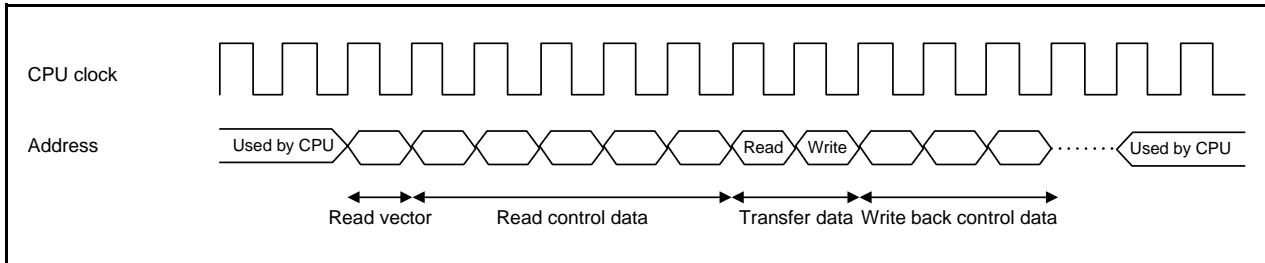 CPU clock
Address
Used by CPU Read Write Used by CPU
Read vector Read control data Transfer data Write back control data